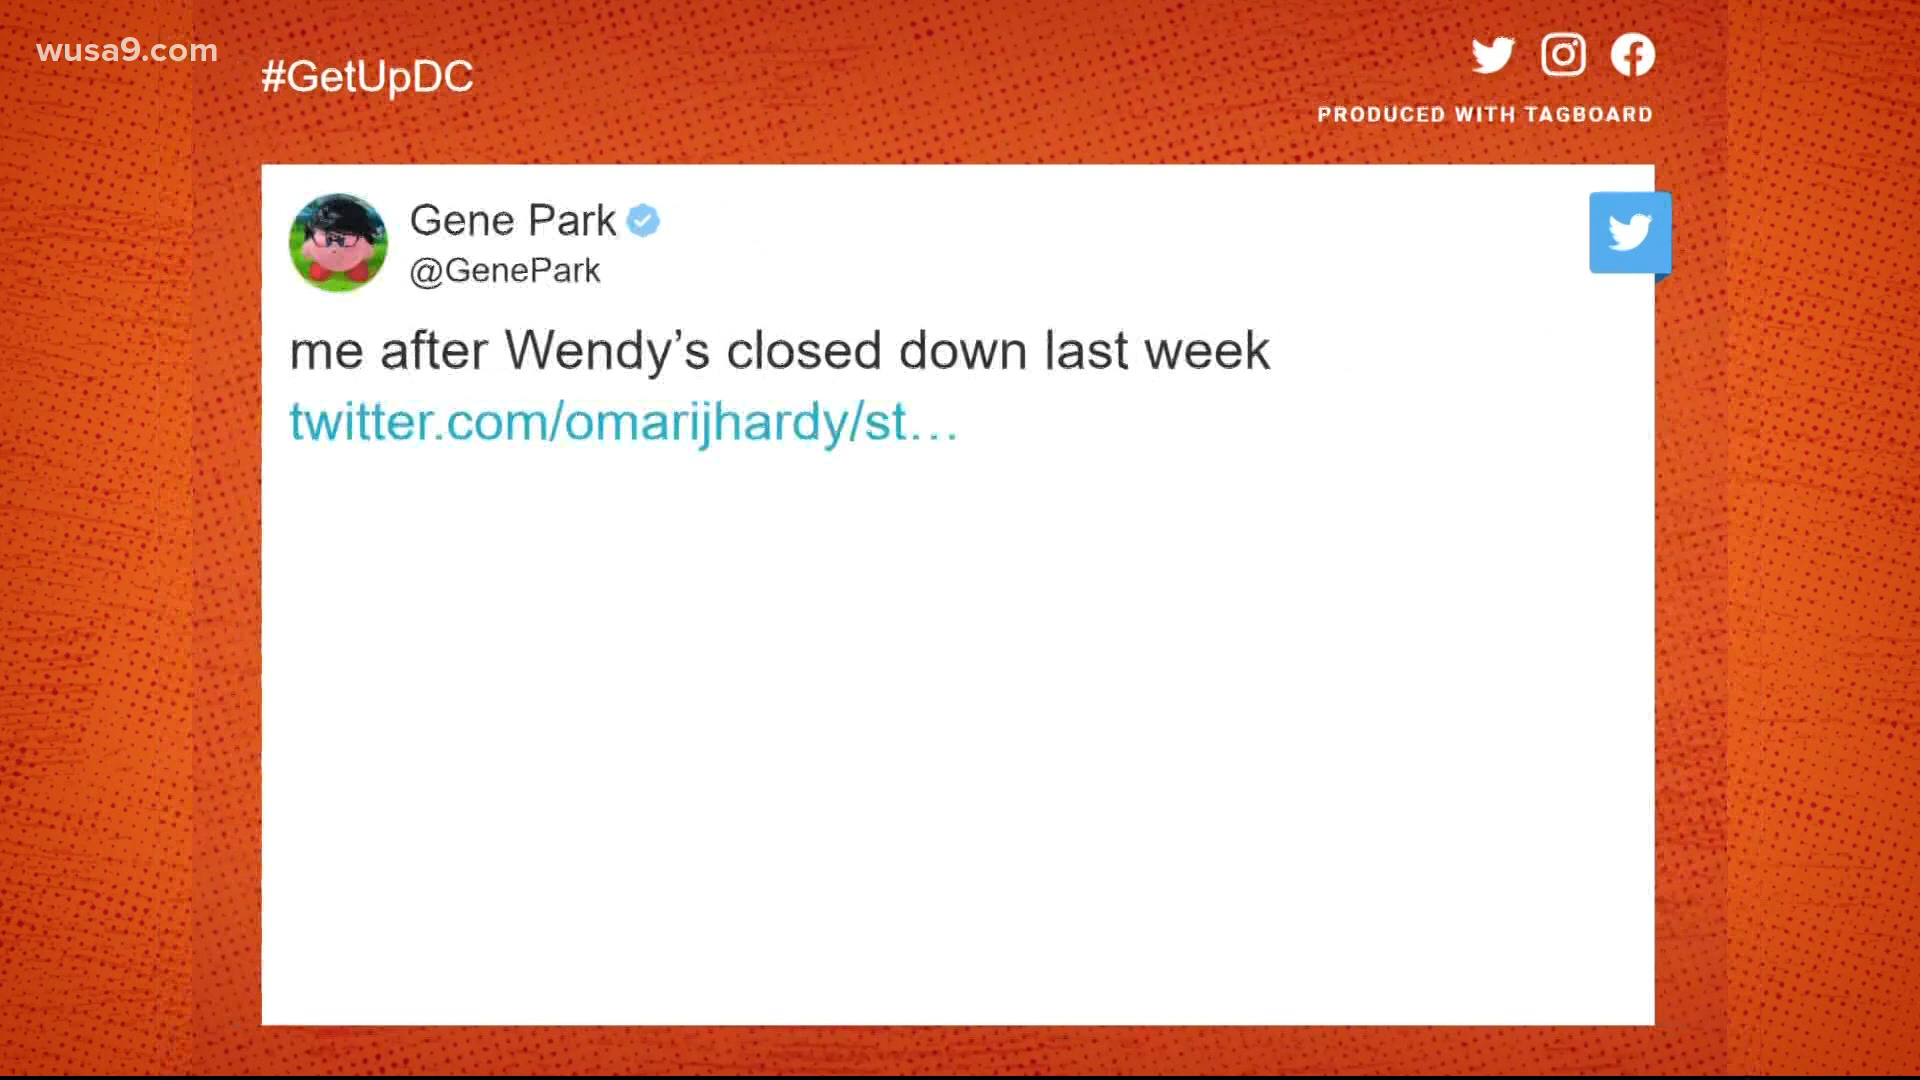 wusa9.com
#GetUpDC
PRODUCED WITH TAGBOARD
Gene Park
@GenePark
me after Wendy’s closed down last week
twitter.com/omarijhardy/st…